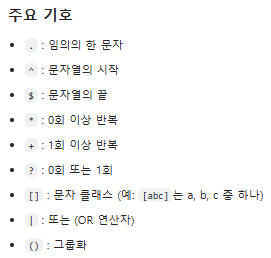 주요 기호
• . : 임의의 한 문자
• ^ : 문자열의 시작
• $ : 문자열의 끝
• * : 0회 이상 반복
• + : 1회 이상 반복
• ? : 0회 또는 1회
• [] : 문자 클래스 (예: [abc]는 a, b, c 중 하나)
• | : 또는 (OR 연산자)
• () : 그룹화